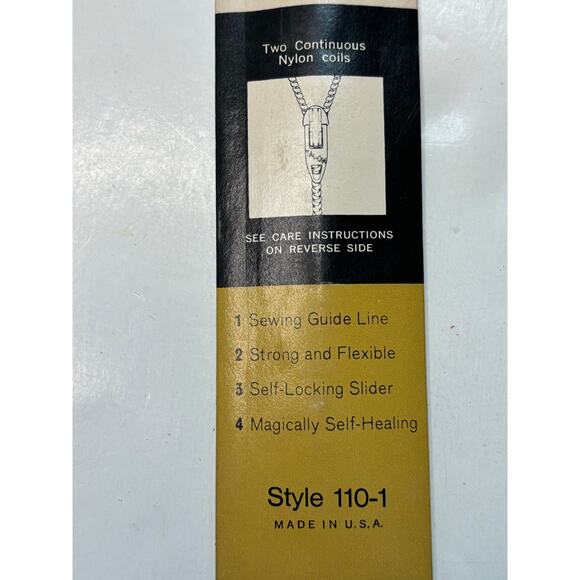 Two Continuous
Nylon coils
SEE CARE INSTRUCTIONS
ON REVERSE SIDE
1 Sewing Guide Line
2 Strong and Flexible
3 Self-Locking Slider
4 Magically Self-Healing
Style 110-1
MADE IN U.S.A.